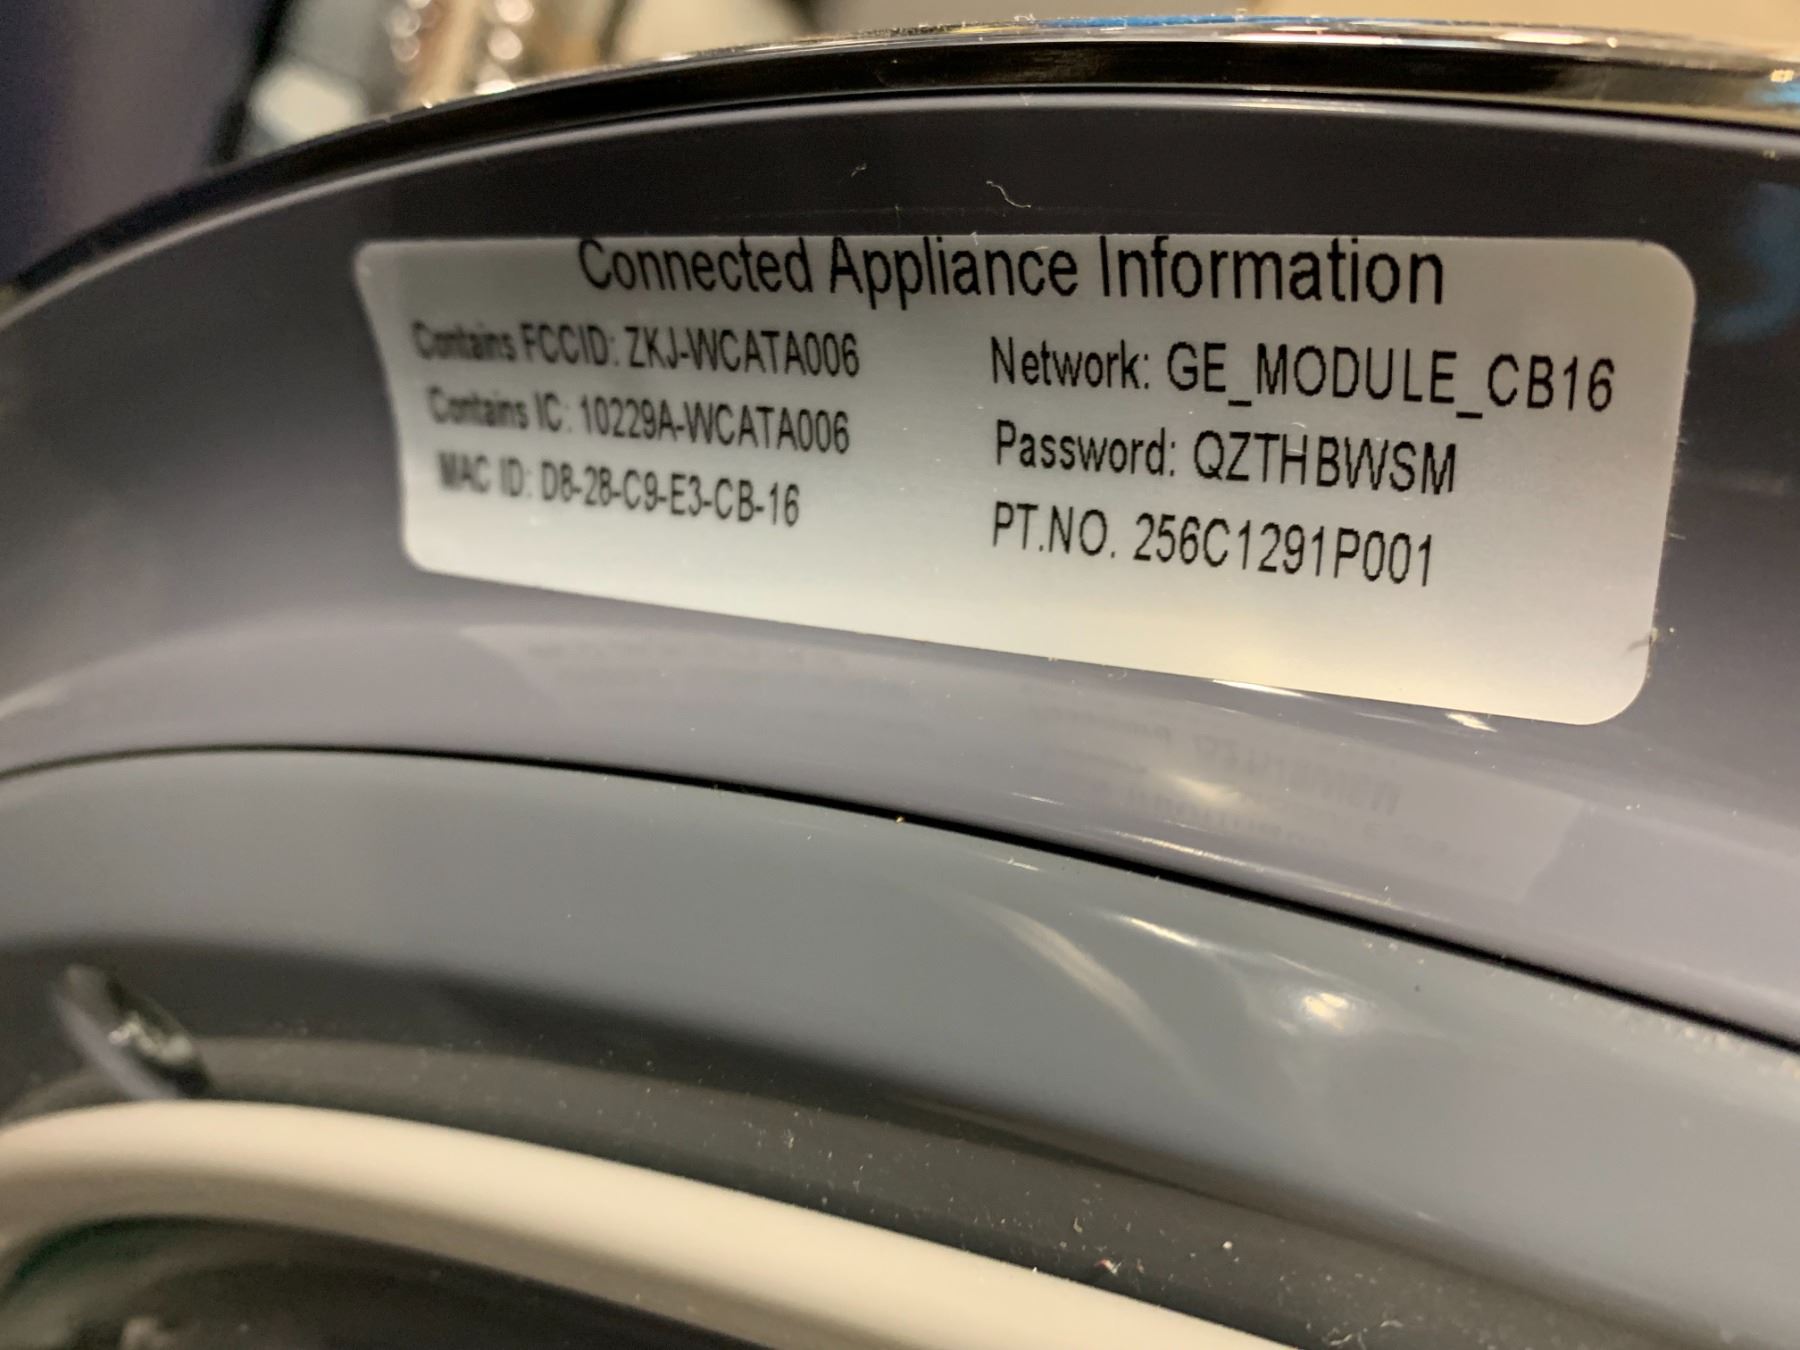 Connected Appliance Information
Contains FCCID: ZKJ-WCATA006
Contains IC: 10229A-WCATA006
MAC ID: D8-28-C9-E3-CB-16
Network: GE_MODULE_CB16
Password: QZTHBWSM
PT.NO. 256C1291P001